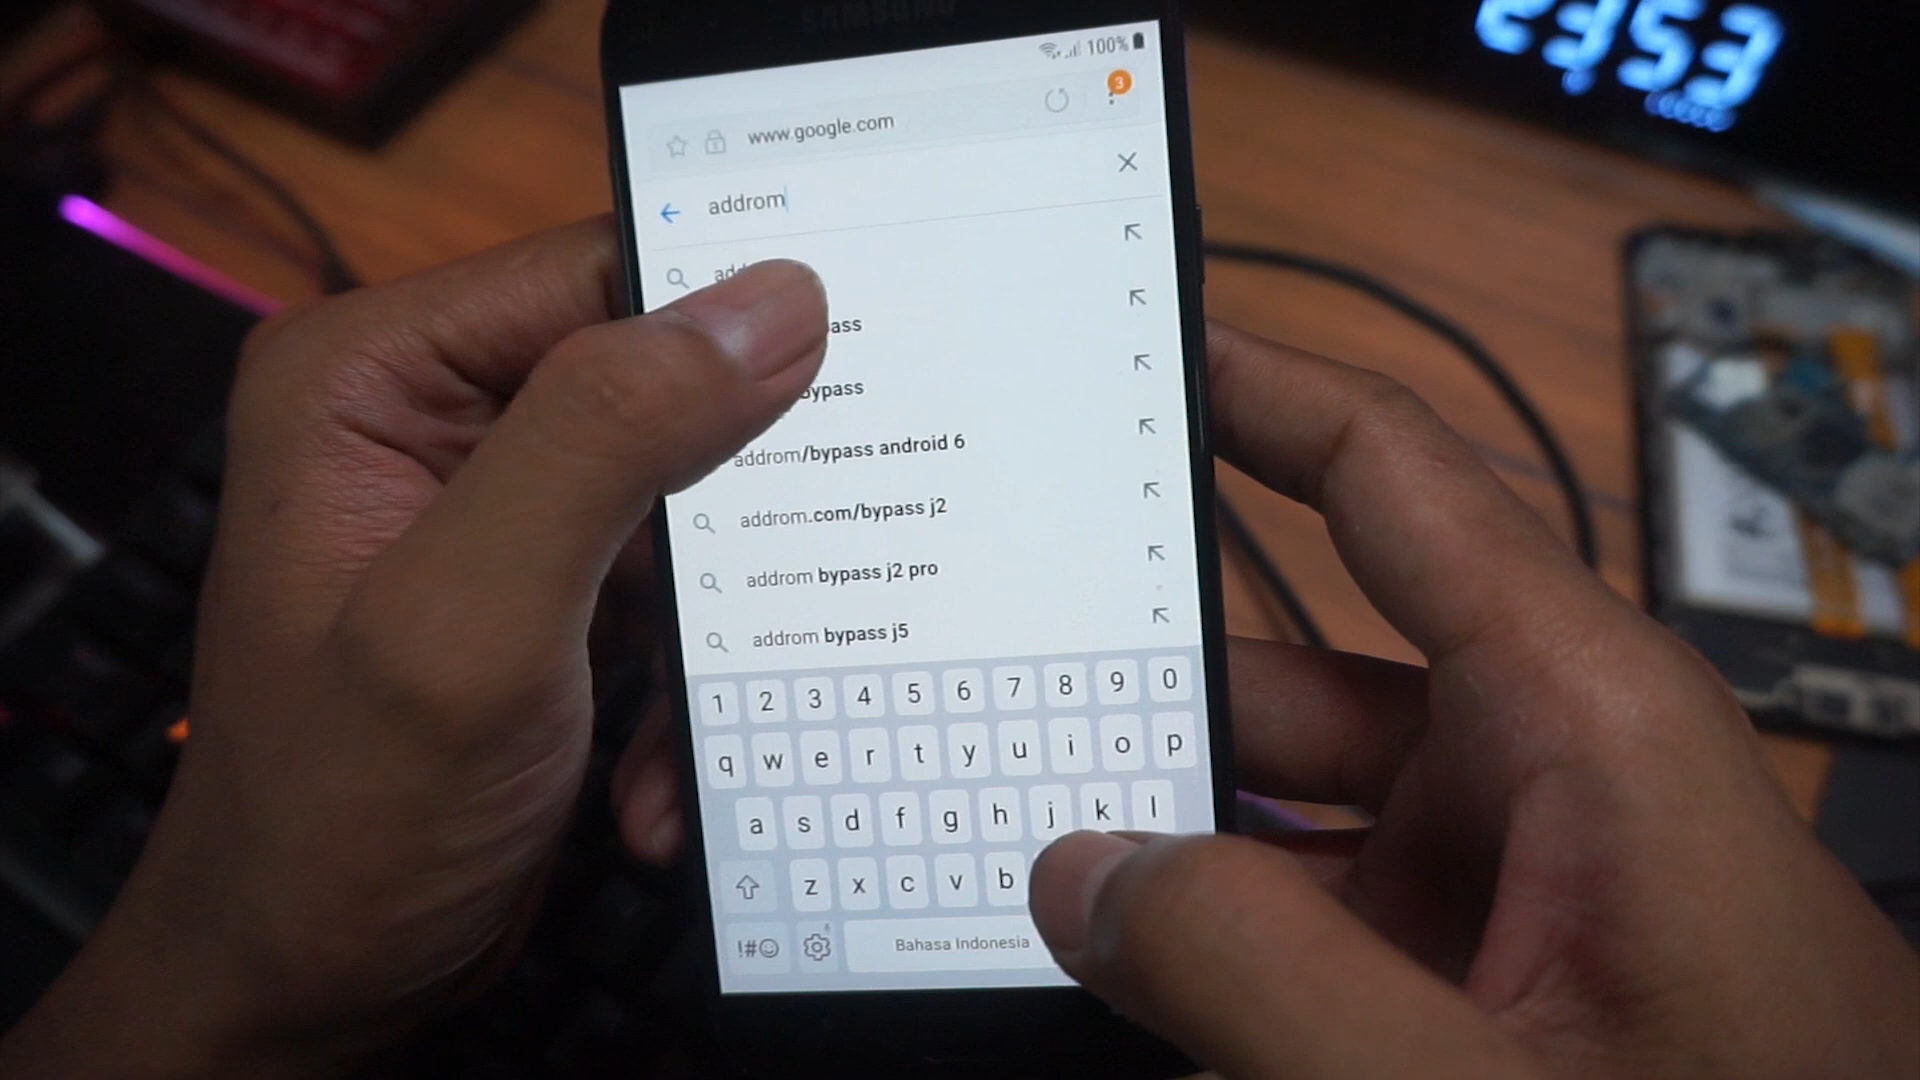 SAMSUNG
100%
3
www.google.com
addrom
ass
bypass
addrom/bypass android 6
addrom.com/bypass j2
addrom bypass j2 pro
addrom bypass j5
1 2 3 4 5 6 7 8 9 0
q w e r t y u i o p
a s d f g h j k l
z x c v b
!#☺ Bahasa Indonesia